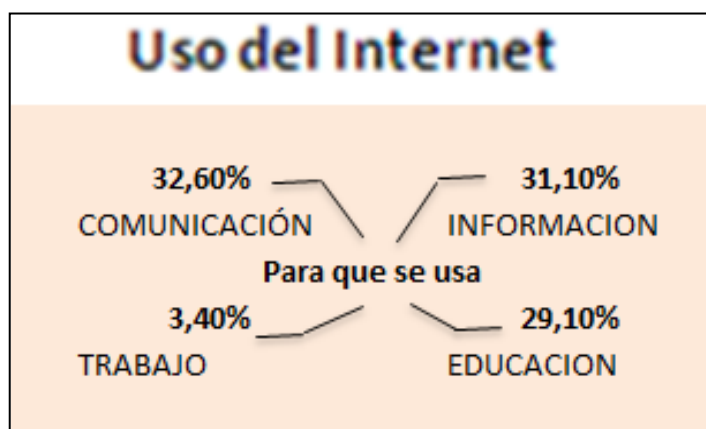 Uso del Internet
32,60%
COMUNICACIÓN
31,10%
INFORMACION
Para que se usa
3,40%
TRABAJO
29,10%
EDUCACION